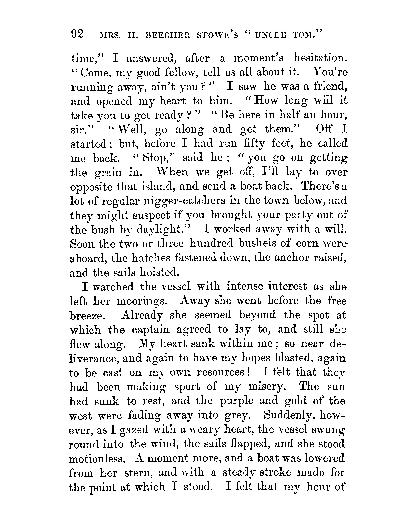 92 MRS. H. BEECHER STOWE'S "UNCLE TOM."
time," I answered, after a moment's hesitation.
"Come, my good fellow, tell us all about it. You're
running away, ain't you?" I saw he was a friend,
and opened my heart to him. "How long will it
take you to get ready?" "Be here in half an hour,
sir." "Well, go along and get them." Off I
started; but, before I had run fifty feet, he called
me back. "Stop," said he; "you go on getting
the grain in. When we get off, I'll lay to over
opposite that island, and send a boat back. There's a
lot of regular nigger-catchers in the town below, and
they might suspect if you brought your party out of
the bush by daylight." I worked away with a will.
Soon the two or three hundred bushels of corn were
aboard, the hatches fastened down, the anchor raised,
and the sails hoisted.
I watched the vessel with intense interest as she
left her moorings. Away she went before the free
breeze. Already she seemed beyond the spot at
which the captain agreed to lay to, and still she
flew along. My heart sank within me; so near de-
liverance, and again to have my hopes blasted, again
to be cast on my own resources! I felt that they
had been making sport of my misery. The sun
had sunk to rest, and the purple and gold of the
west were fading away into grey. Suddenly, how-
ever, as I gazed with a weary heart, the vessel swung
round into the wind, the sails flapped, and she stood
motionless. A moment more, and a boat was lowered
from her stern, and with a steady stroke made for
the point at which I stood. I felt that my hour of